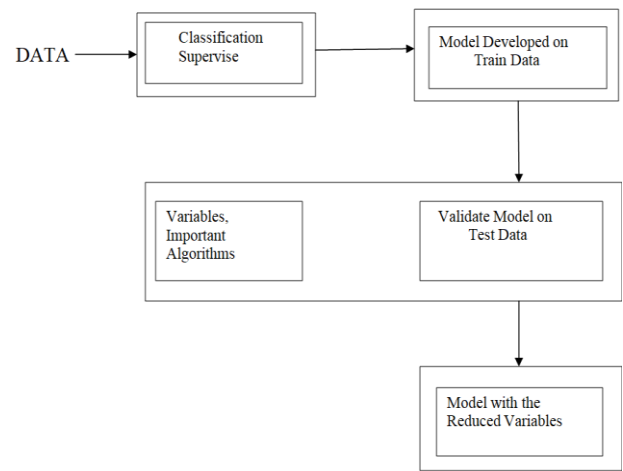 DATA
Classification
Supervise
Model Developed on
Train Data
Variables,
Important
Algorithms
Validate Model on
Test Data
Model with the
Reduced Variables